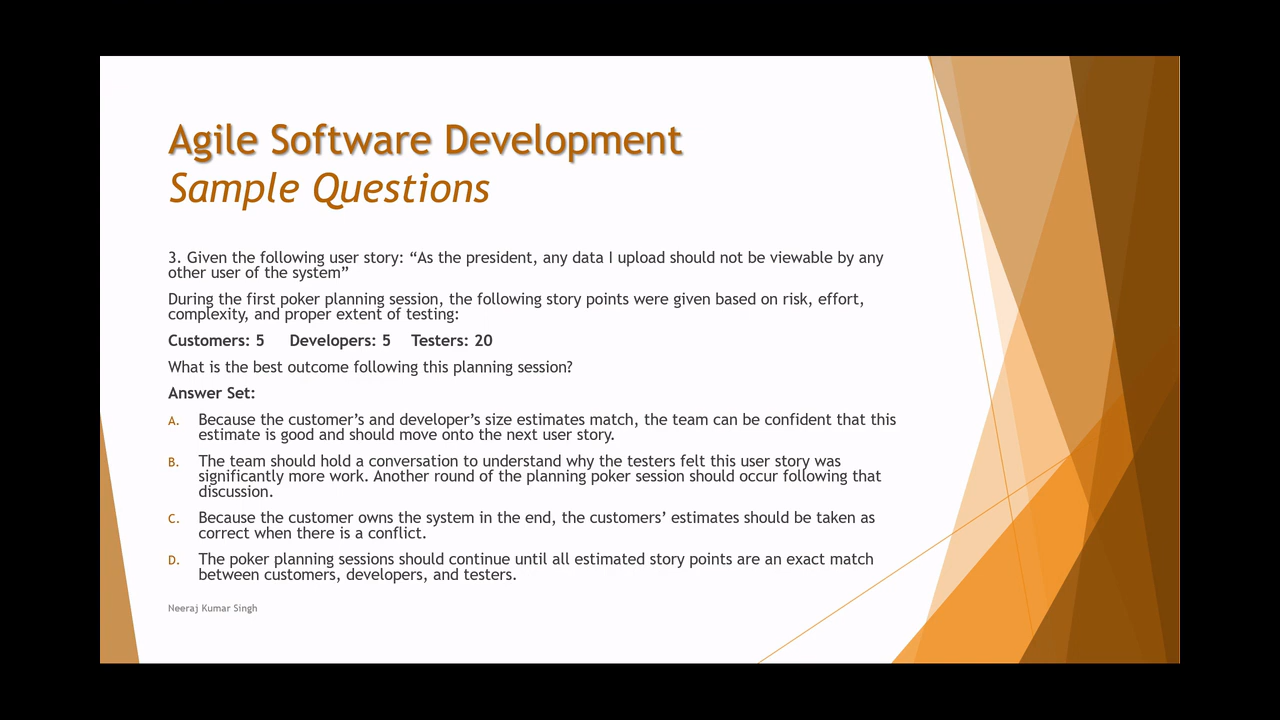 Agile Software Development
Sample Questions
3. Given the following user story: “As the president, any data I upload should not be viewable by any
other user of the system”
During the first poker planning session, the following story points were given based on risk, effort,
complexity, and proper extent of testing:
Customers: 5 Developers: 5 Testers: 20
What is the best outcome following this planning session?
Answer Set:
A. Because the customer’s and developer’s size estimates match, the team can be confident that this
estimate is good and should move onto the next user story.
B. The team should hold a conversation to understand why the testers felt this user story was
significantly more work. Another round of the planning poker session should occur following that
discussion.
C. Because the customer owns the system in the end, the customers’ estimates should be taken as
correct when there is a conflict.
D. The poker planning sessions should continue until all estimated story points are an exact match
between customers, developers, and testers.
Neeraj Kumar Singh